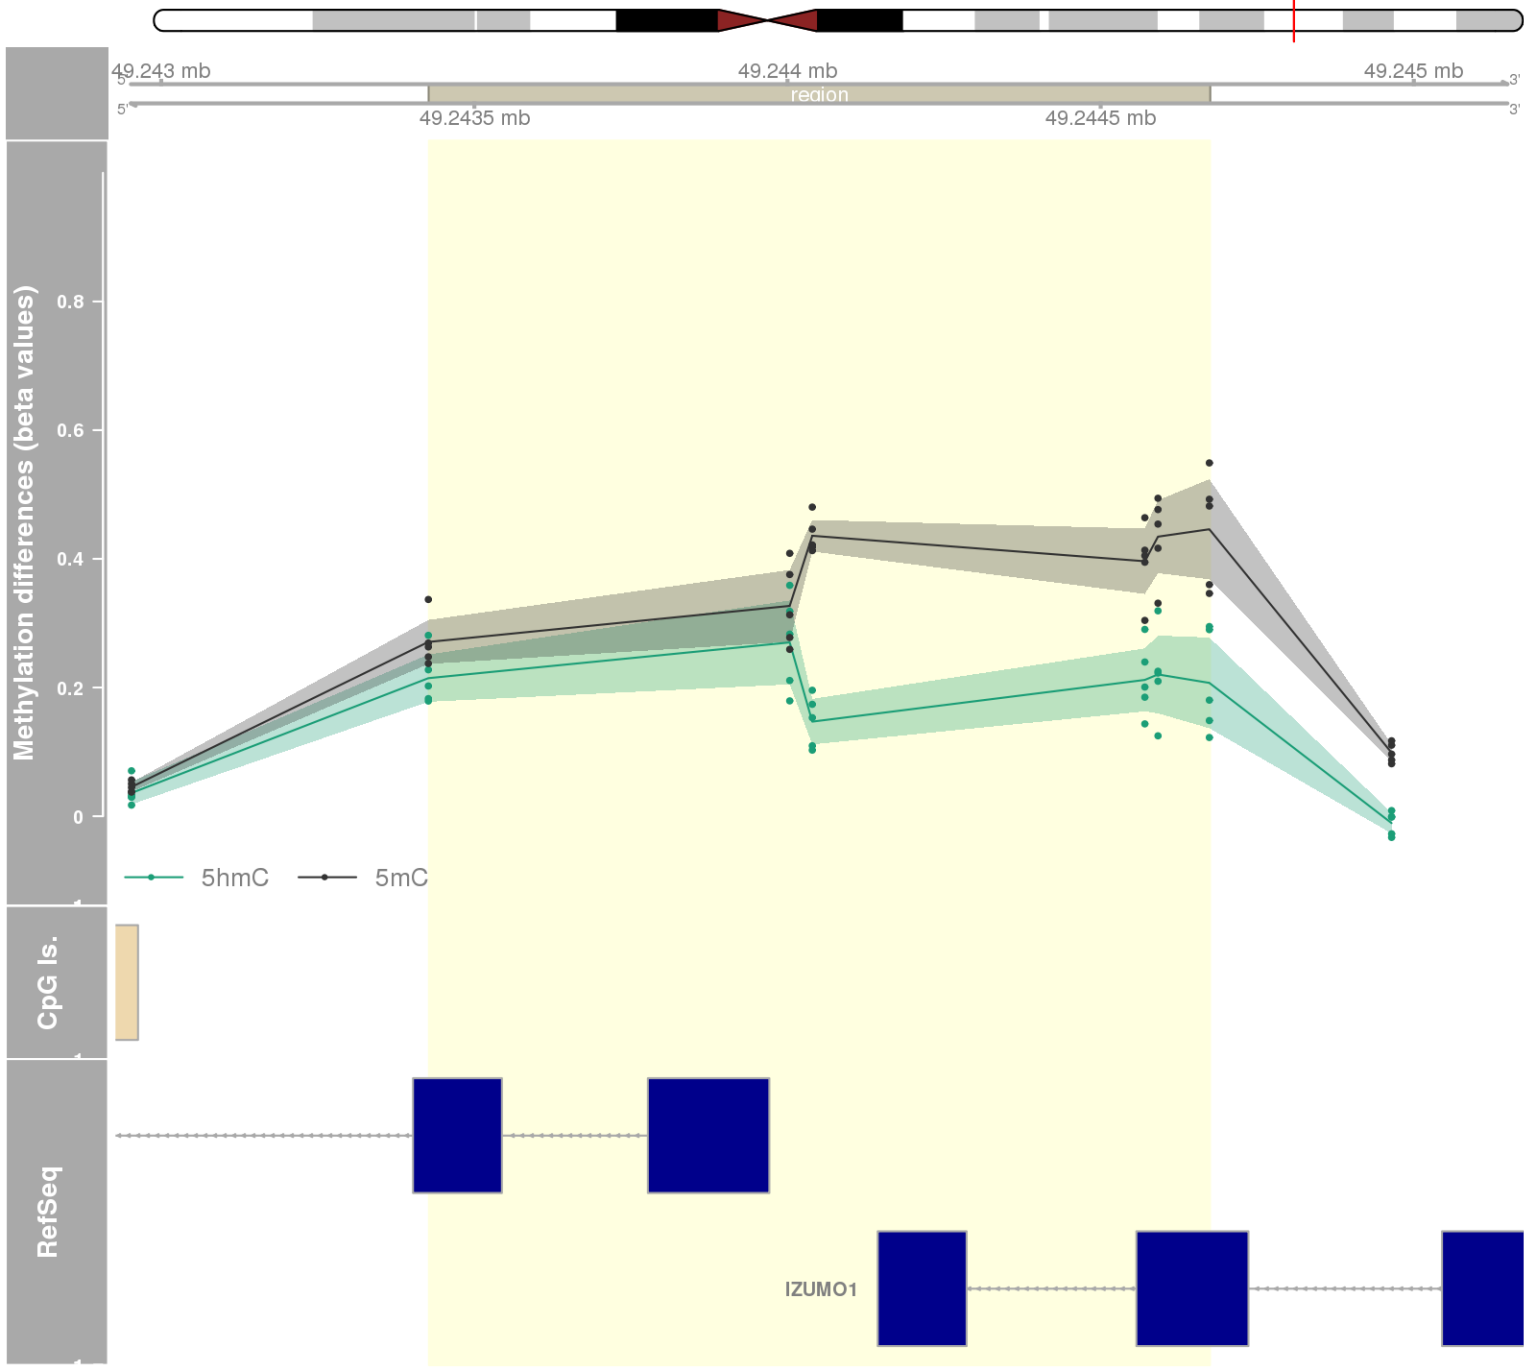 49.243 mb 49.244 mb 49.245 mb
5' 3'
region
5' 3'
49.2435 mb 49.2445 mb
Methylation differences (beta values)
0.8
0.6
0.4
0.2
0
5hmC 5mC
CpG Is.
RefSeq
IZUMO1